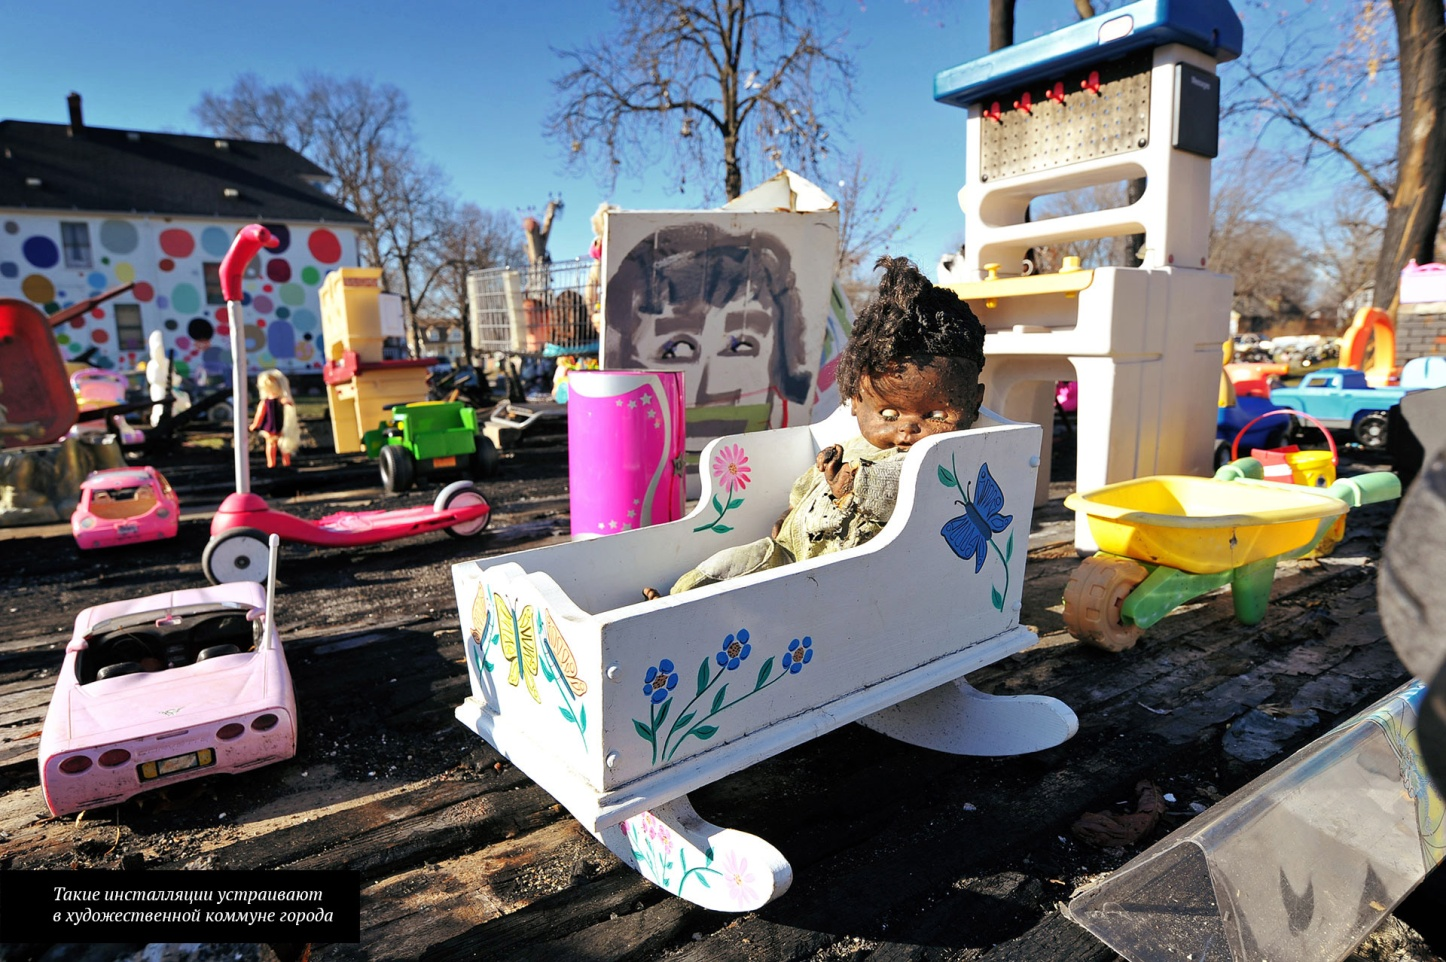 Такие инсталляции устраивают
в художественной коммуне города